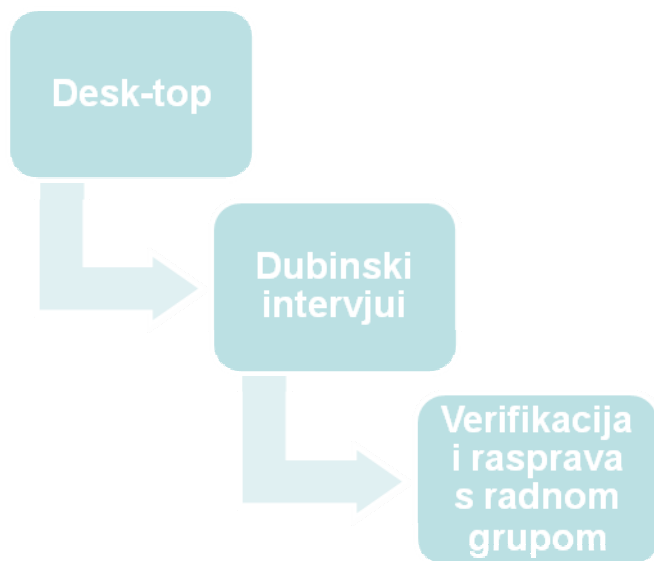 Desk-top
Dubinski
intervjui
Verifikacija
i rasprava
s radnom
grupom